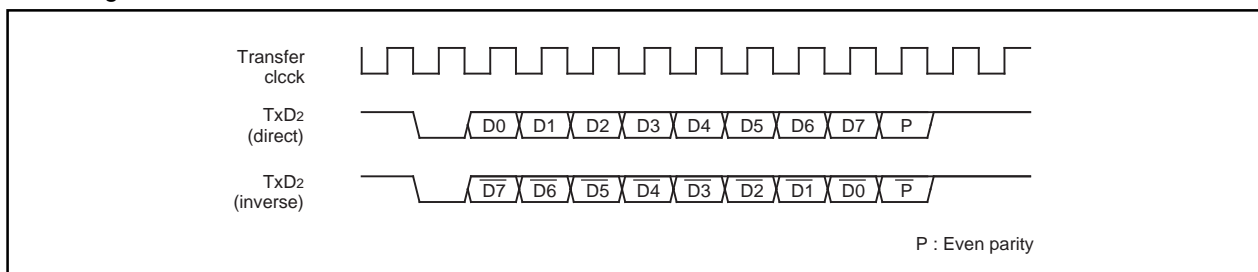 Transfer
clcck
TxD2
(direct)
D0 D1 D2 D3 D4 D5 D6 D7 P
TxD2
(inverse)
D7 D6 D5 D4 D3 D2 D1 D0 P
P : Even parity